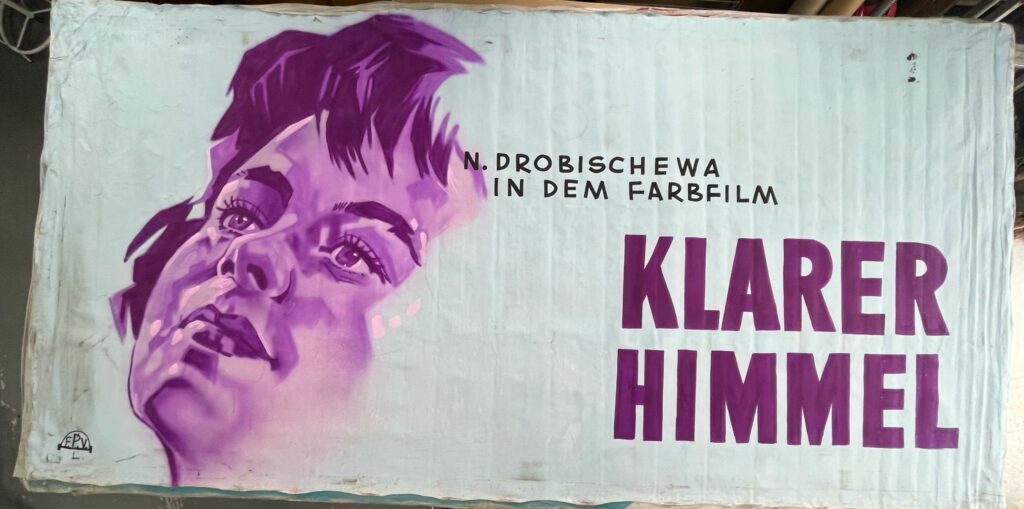 N. DROBISCHEWA
IN DEM FARBFILM
KLARER
HIMMEL
F.P.V.
L